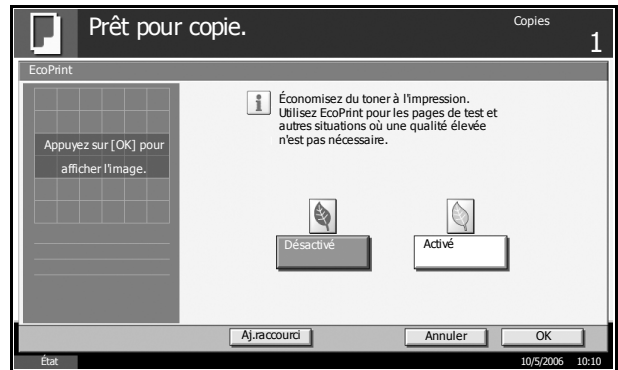 Prêt pour copie.
Copies
1
EcoPrint
Appuyez sur [OK] pour
afficher l'image.
Économisez du toner à l'impression.
Utilisez EcoPrint pour les pages de test et
autres situations où une qualité élevée
n'est pas nécessaire.
Désactivé
Activé
Aj.raccourci
Annuler
OK
État
10/5/2006 10:10